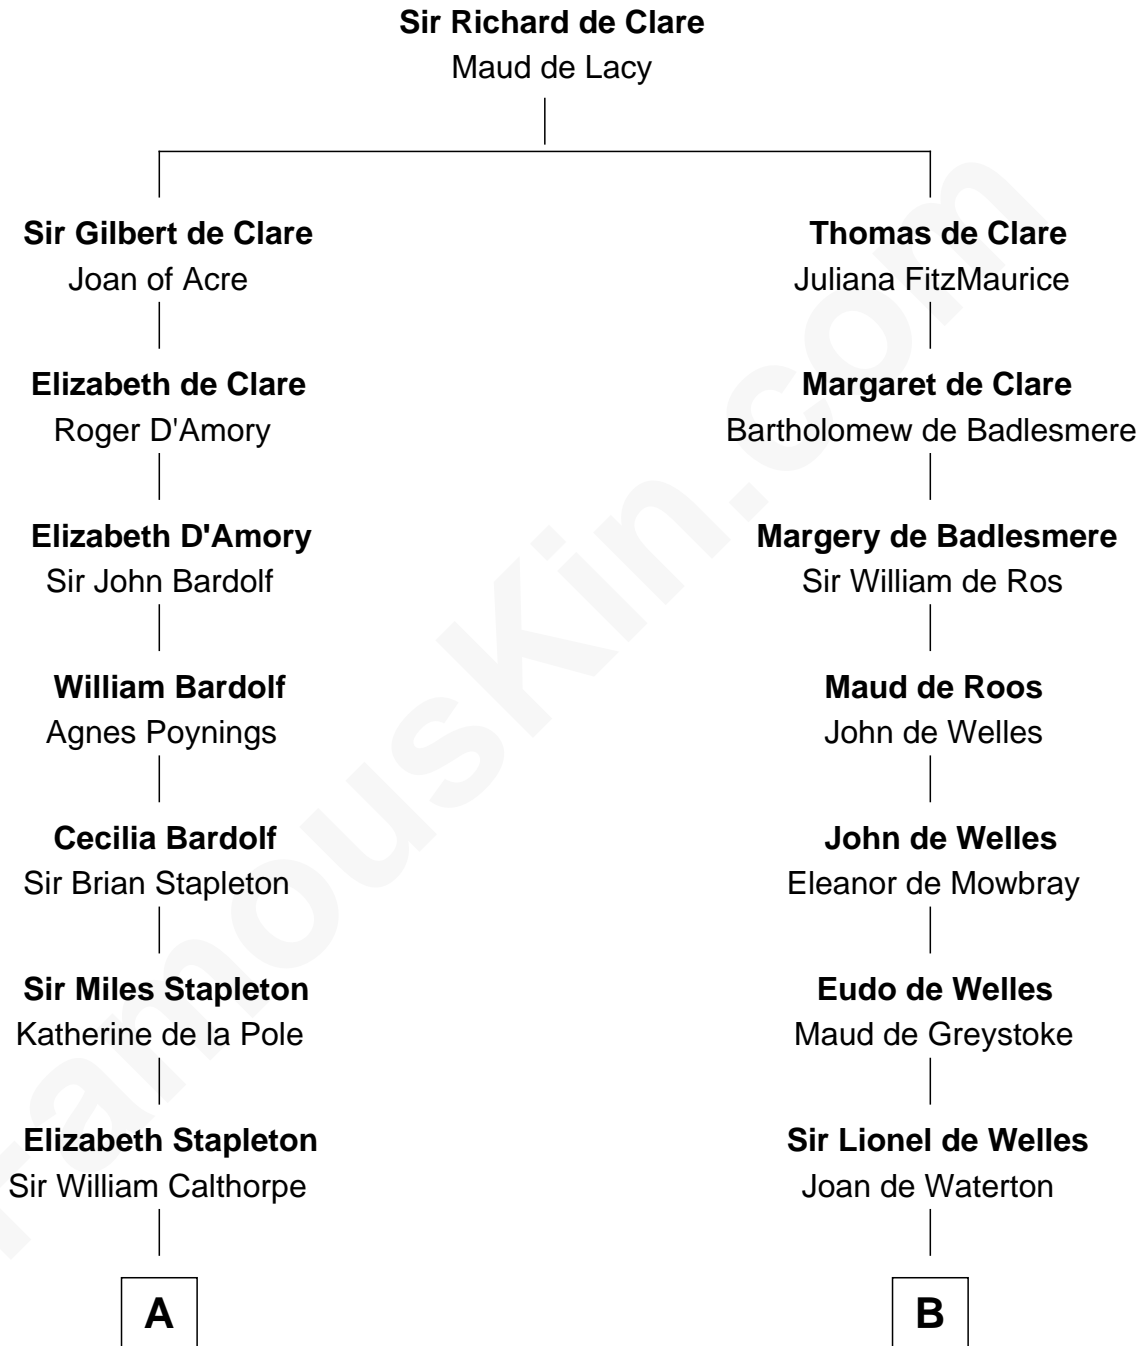 Sir Richard de Clare
Maud de Lacy
Sir Gilbert de Clare
Joan of Acre
Thomas de Clare
Juliana FitzMaurice
Elizabeth de Clare
Roger D'Amory
Margaret de Clare
Bartholomew de Badlesmere
Elizabeth D'Amory
Sir John Bardolf
Margery de Badlesmere
Sir William de Ros
William Bardolf
Agnes Poynings
Maud de Roos
John de Welles
Cecilia Bardolf
Sir Brian Stapleton
John de Welles
Eleanor de Mowbray
Sir Miles Stapleton
Katherine de la Pole
Eudo de Welles
Maud de Greystoke
Elizabeth Stapleton
Sir William Calthorpe
Sir Lionel de Welles
Joan de Waterton
A
B
FamousKin.com